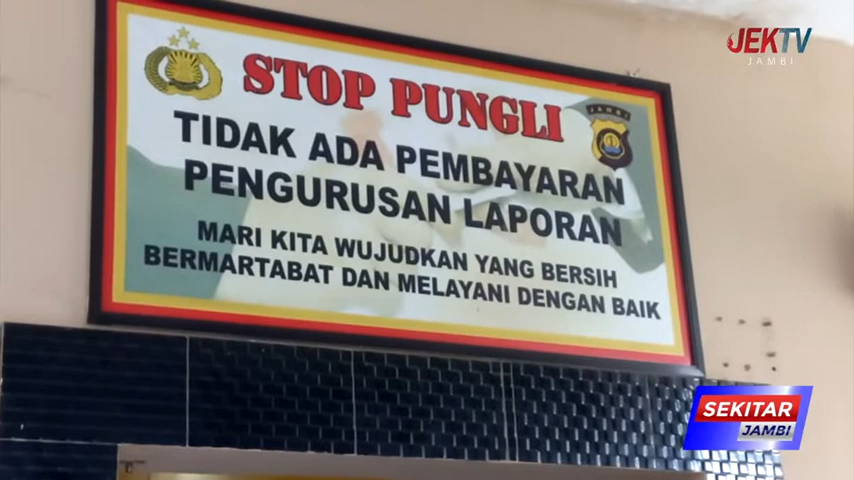 JEKTV
JAMBI
STOP PUNGLI
JAMBI
TIDAK ADA PEMBAYARAN
PENGURUSAN LAPORAN
MARI KITA WUJUDKAN YANG BERSIH
BERMARTABAT DAN MELAYANI DENGAN BAIK
SEKITAR
JAMBI